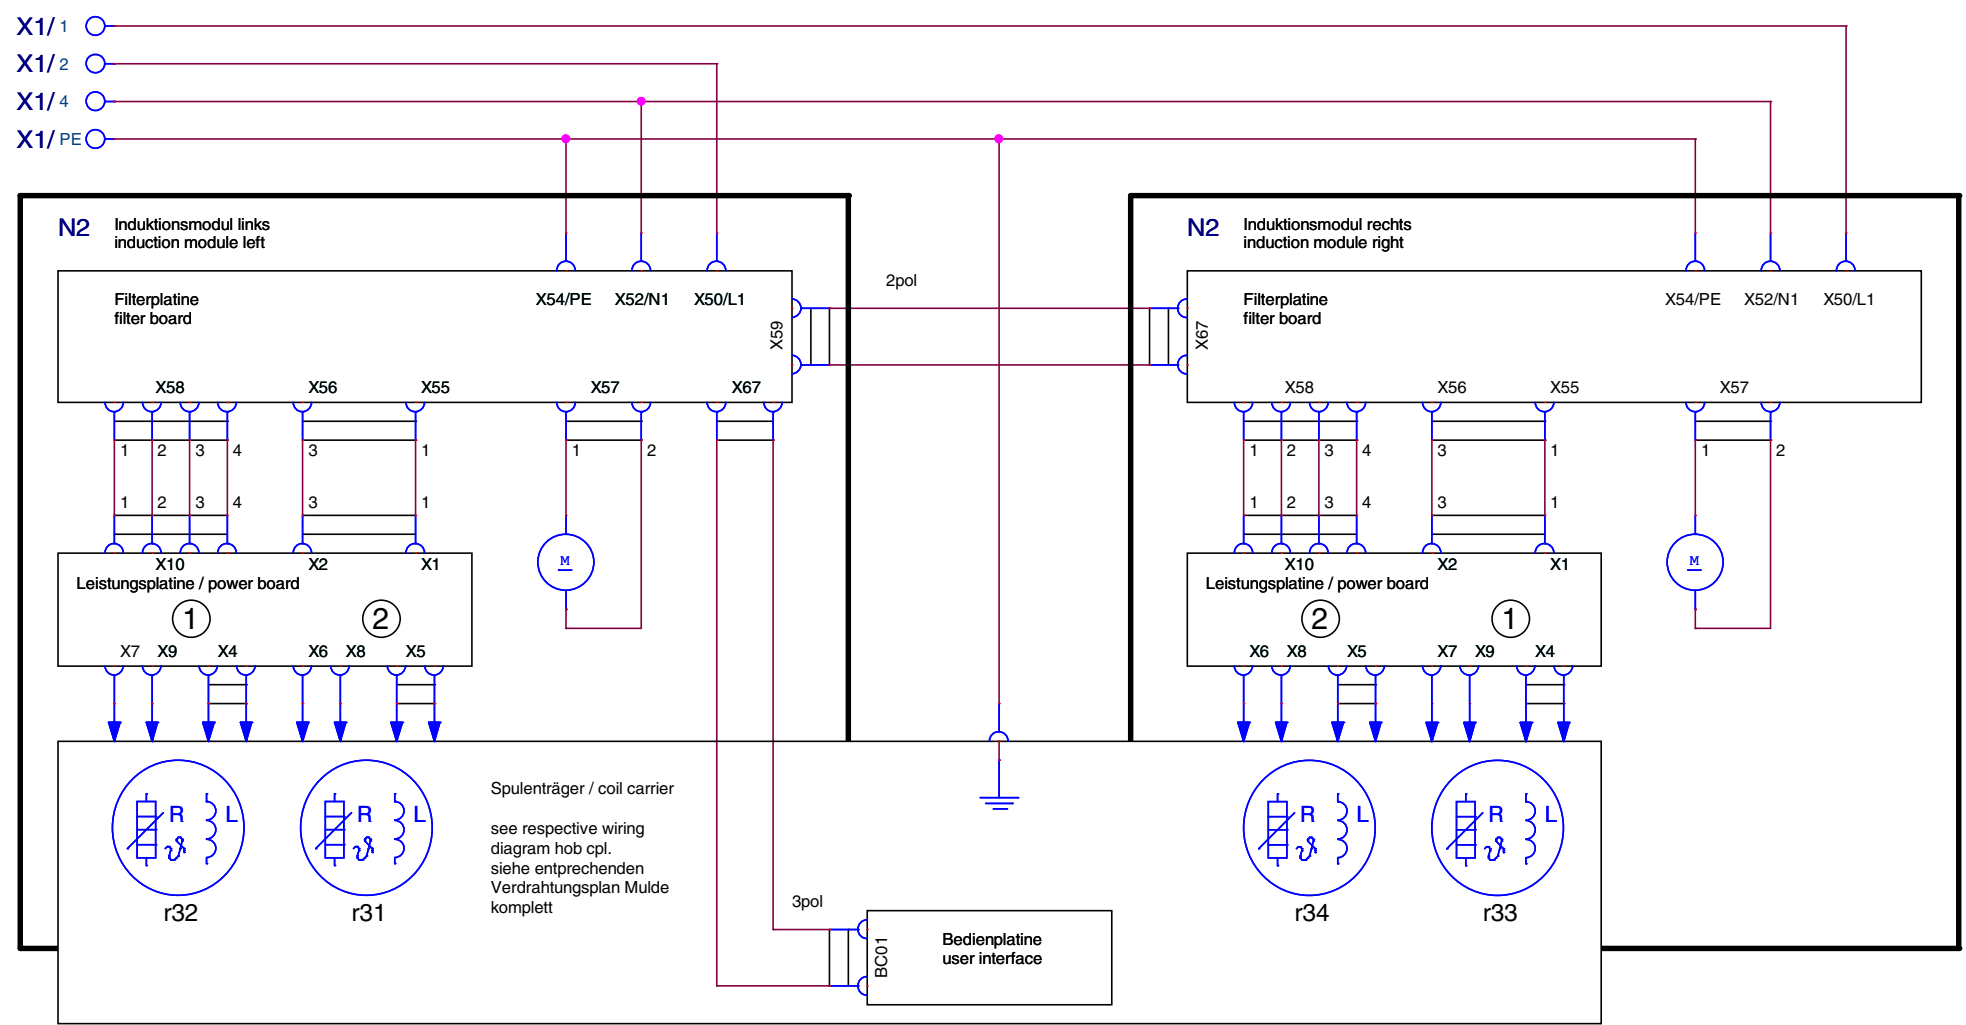 X1/ 1
X1/ 2
X1/ 4
X1/ PE
N2 Induktionsmodul links
induction module left
N2 Induktionsmodul rechts
induction module right
Filterplatine
filter board
X54/PE X52/N1 X50/L1
X59
2pol
X67
Filterplatine
filter board
X54/PE X52/N1 X50/L1
X58 X56 X55 X57 X67
X58 X56 X55 X57
1 2 3 4 3 1 1 2
1 2 3 4 3 1 1 2
1 2 3 4 3 1
1 2 3 4 3 1
M
M
X10 X2 X1
Leistungsplatine / power board
1 2
X7 X9 X4 X6 X8 X5
X10 X2 X1
Leistungsplatine / power board
2 1
X6 X8 X5 X7 X9 X4
R L
ϑ
r32
R L
ϑ
r31
Spulenträger / coil carrier
see respective wiring
diagram hob cpl.
siehe entprechenden
Verdrahtungsplan Mulde
komplett
3pol
BC01
Bedienplatine
user interface
R L
ϑ
r34
R L
ϑ
r33